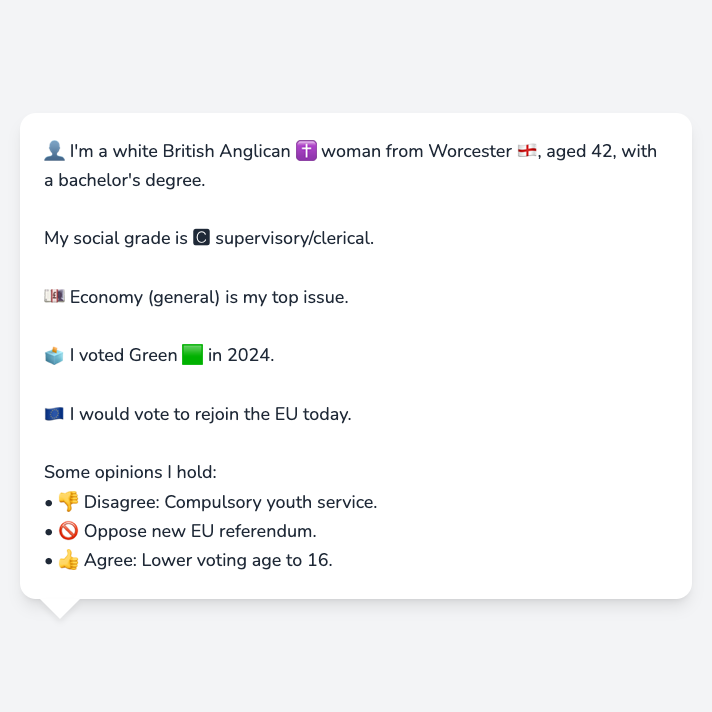 👤 I'm a white British Anglican ✝️ woman from Worcester 🏴󠁧󠁢󠁥󠁮󠁧󠁿, aged 42, with
a bachelor's degree.
My social grade is 🅲 supervisory/clerical.
💷 Economy (general) is my top issue.
🗳️ I voted Green 🟩 in 2024.
🇪🇺 I would vote to rejoin the EU today.
Some opinions I hold:
• 👎 Disagree: Compulsory youth service.
• 🚫 Oppose new EU referendum.
• 👍 Agree: Lower voting age to 16.